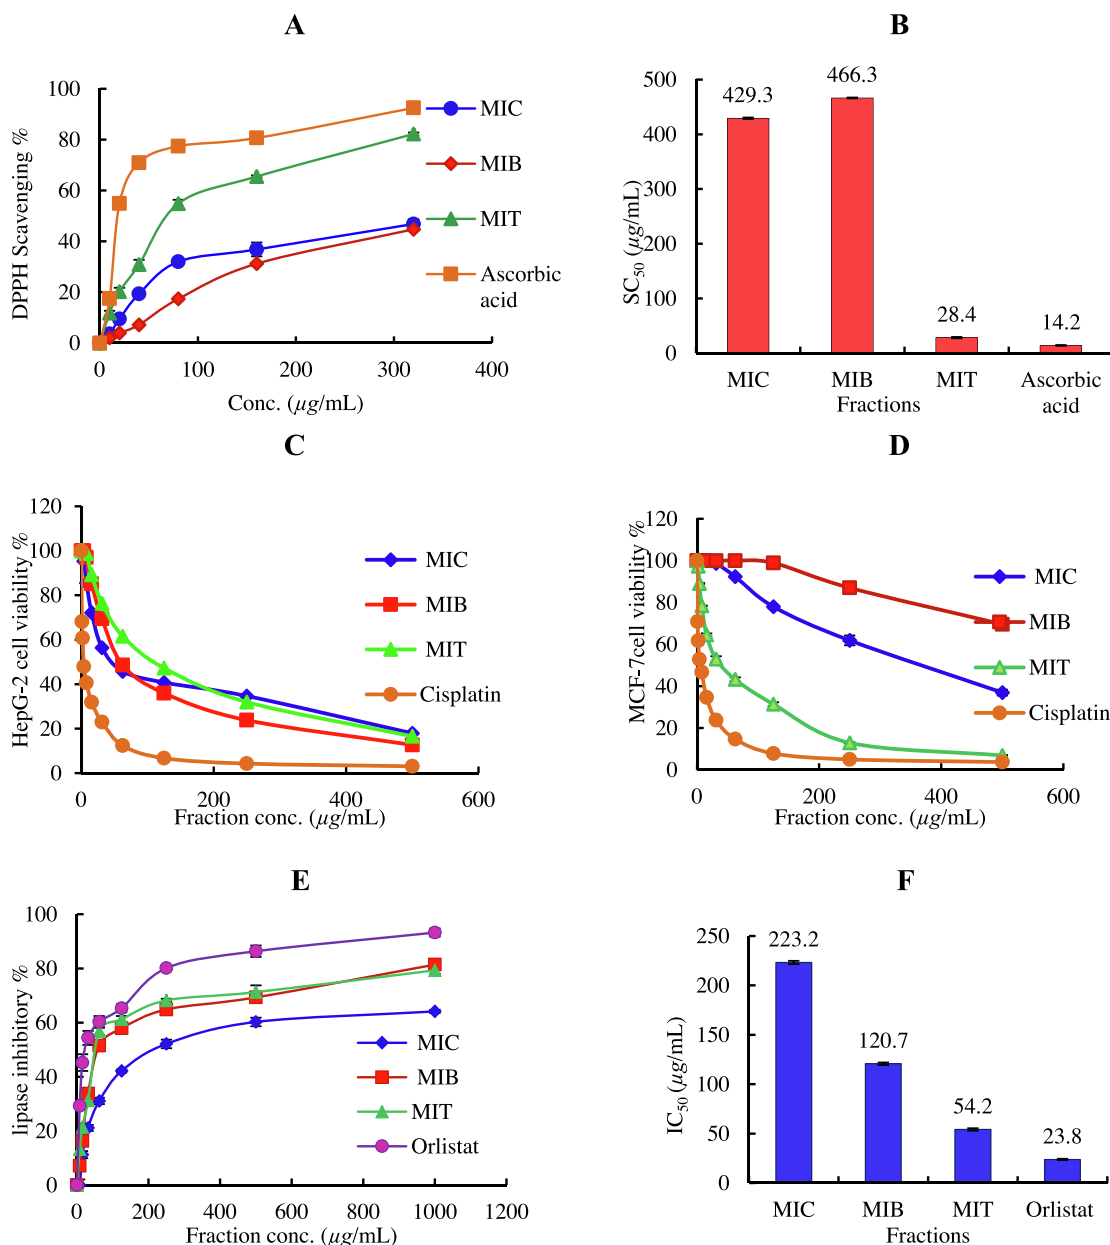 A
DPPH Scavenging %
100
80
60
40
20
0
0 100 200 300 400
Conc. (µg/mL)
MIC
MIB
MIT
Ascorbic
acid
B
SC50 (µg/mL)
500
400
300
200
100
0
429.3
466.3
28.4
14.2
MIC MIB MIT Ascorbic
acid
Fractions
C
HepG-2 cell viability %
120
100
80
60
40
20
0
0 200 400 600
Fraction conc. (µg/mL)
MIC
MIB
MIT
Cisplatin
D
MCF-7cell viability %
120
100
80
60
40
20
0
0 200 400 600
Fraction conc. (µg/mL)
MIC
MIB
MIT
Cisplatin
E
lipase inhibitory %
100
80
60
40
20
0
0 200 400 600 800 1000 1200
Fraction conc. (µg/mL)
MIC
MIB
MIT
Orlistat
F
IC50 (µg/mL)
250
200
150
100
50
0
223.2
120.7
54.2
23.8
MIC MIB MIT Orlistat
Fractions